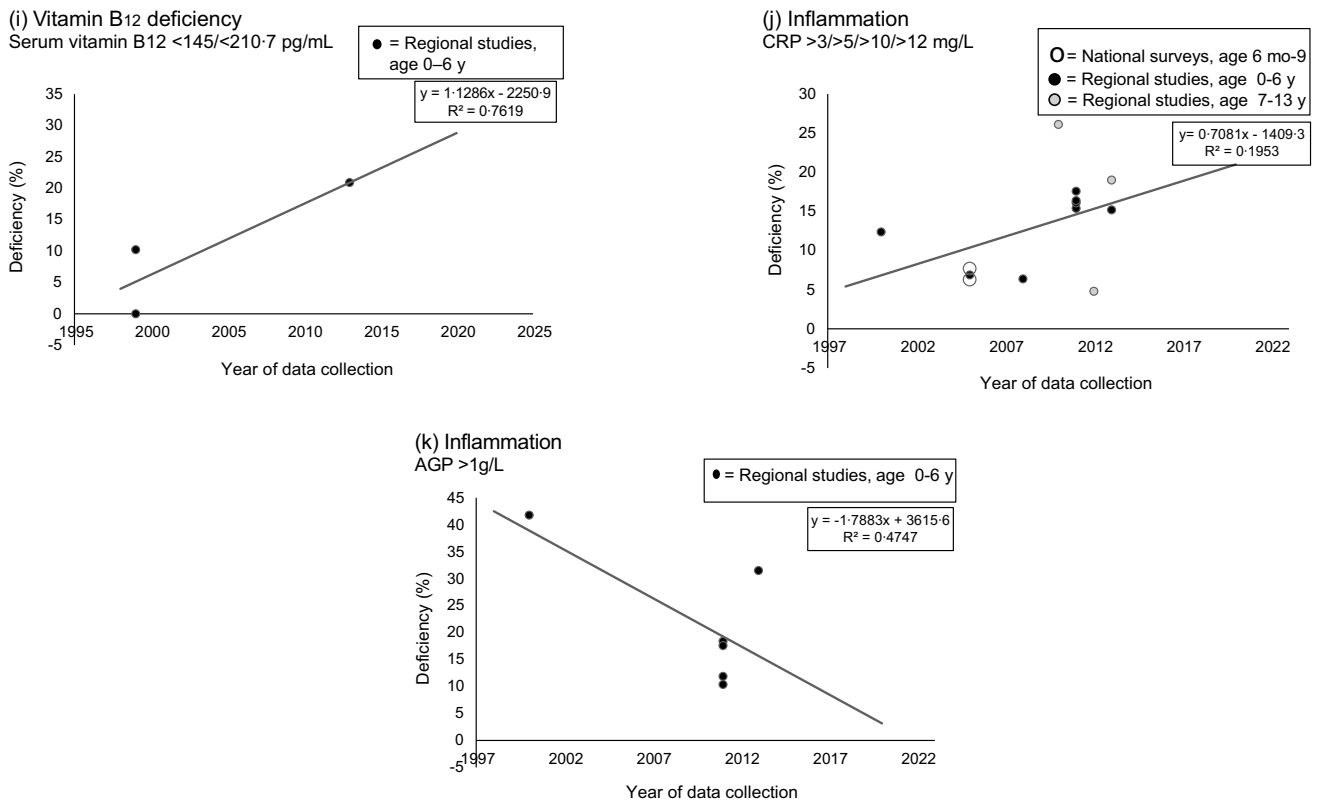 (i) Vitamin B12 deficiency
Serum vitamin B12 <145/<210·7 pg/mL
= Regional studies,
age 0–6 y
y = 1·1286x - 2250·9
R² = 0·7619
35
30
25
20
15
10
5
0
-5
Deficiency (%)
1995
2000
2005
2010
2015
2020
2025
Year of data collection
(j) Inflammation
CRP >3/>5/>10/>12 mg/L
= National surveys, age 6 mo-9
= Regional studies, age 0-6 y
= Regional studies, age 7-13 y
y= 0·7081x - 1409·3
R² = 0·1953
30
25
20
15
10
5
0
-5
Deficiency (%)
1997
2002
2007
2012
2017
2022
Year of data collection
(k) Inflammation
AGP >1g/L
= Regional studies, age 0-6 y
y = -1·7883x + 3615·6
R² = 0·4747
45
40
35
30
25
20
15
10
5
0
-5
Deficiency (%)
1997
2002
2007
2012
2017
2022
Year of data collection